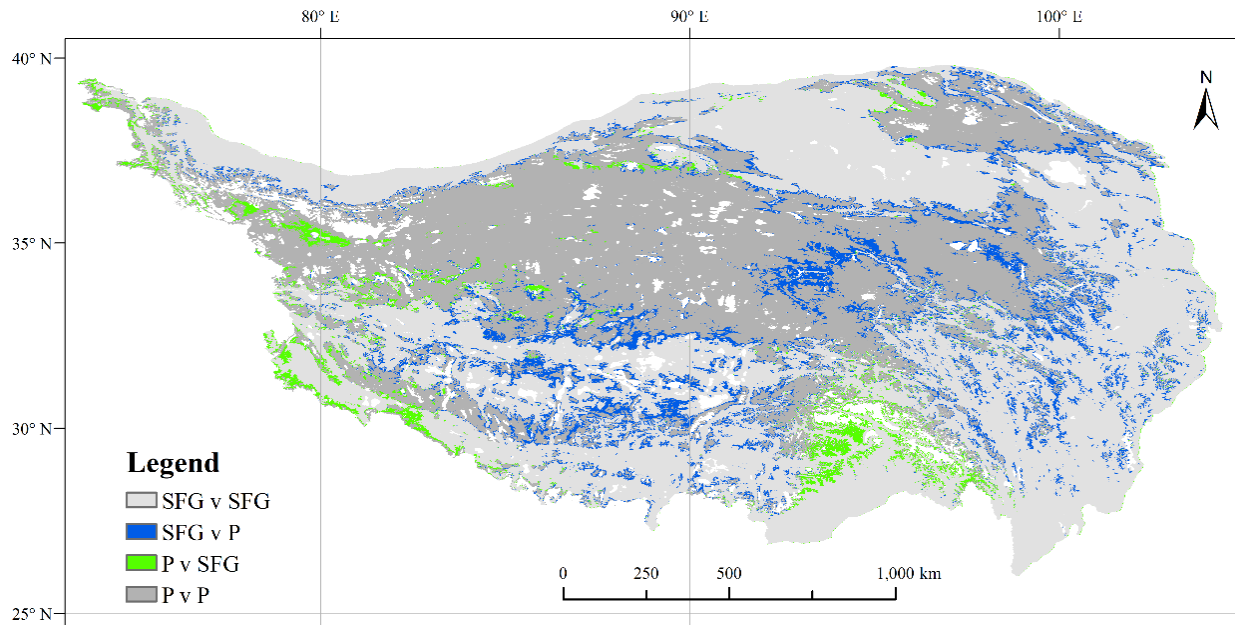 80° E
90° E
100° E
40° N
N
35° N
30° N
Legend
SFG v SFG
SFG v P
P v SFG
P v P
0
250
500
1,000 km
25° N